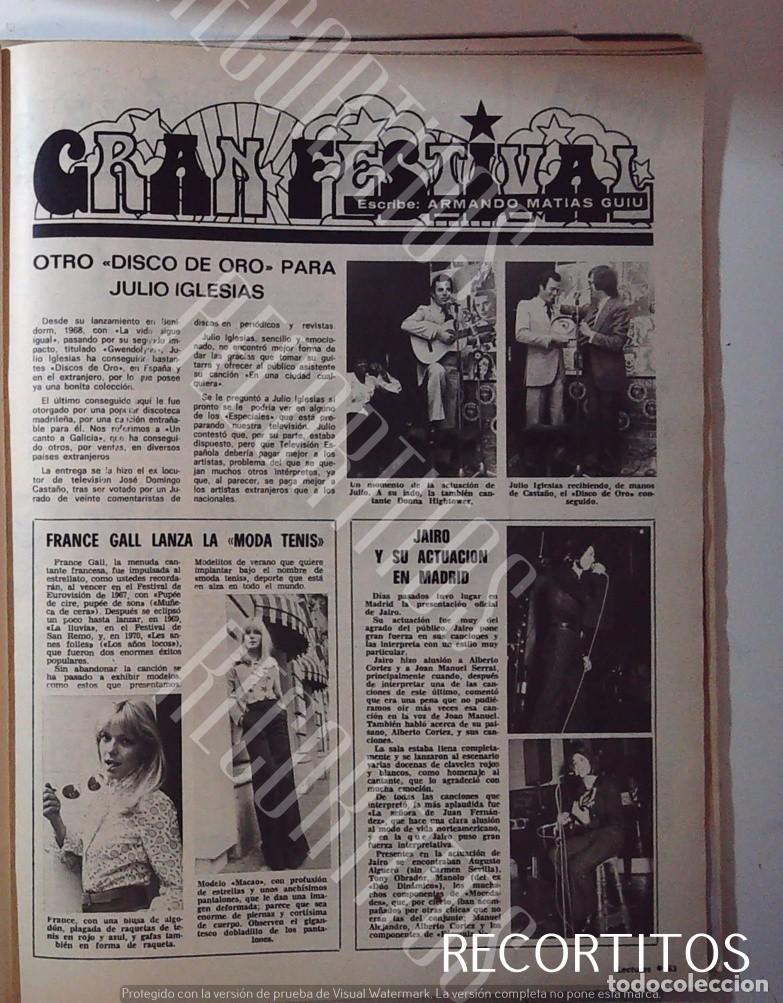 GRAN FESTIVAL
Escribe: ARMANDO MATIAS GUIU
OTRO «DISCO DE ORO» PARA
JULIO IGLESIAS
Desde su lanzamiento en Beni-
dorm, 1968, con «La vida sigue
igual», pasando por su segundo im-
pacto, titulado «Gwendolyne», Ju-
lio Iglesias ha conseguido bastan-
tes «Discos de Oro», en España y
en el extranjero, por lo que posee
ya una bonita colección.
El último conseguido aquí le fue
otorgado por una popular discoteca
madrileña, por una canción entraña-
ble para él. Nos referimos a «Un
canto a Galicia», que ha consegui-
do otros, por ventas, en diversos
países extranjeros
La entrega se la hizo el ex locu-
tor de television José Domingo
Castaño, tras ser votado por un Ju-
rado de veinte comentaristas de
discos en periódicos y revistas.
Julio Iglesias, sencillo y emocio-
nado, no encontró mejor forma de
dar las gracias que tomar su gui-
tarra y ofrecer al público asistente
su canción «En una ciudad cual-
quiera».
Se le preguntó a Julio Iglesias si
pronto se le podría ver en alguno
de los «Especiales» que está pre-
parando nuestra televisión. Julio
contestó que, por su parte, estaba
dispuesto, pero que Televisión Es-
pañola debería pagar mejor a los
artistas, problema del que se que-
jan muchos otros intérpretes, ya
que, al parecer, se paga mejor a
los artistas extranjeros que a los
nacionales.
Un momento de la actuación de
Julio. A su lado, la también can-
tante Donna Hightower.
Julio Iglesias recibiendo, de manos
de Castaño, el «Disco de Oro» con-
seguido.
FRANCE GALL LANZA LA «MODA TENIS»
France Gall, la menuda can-
tante francesa, fue impulsada al
estrellato, como ustedes recorda-
rán, al vencer en el Festival de
Eurovisión de 1967, con «Pupée
de cire, pupée de son» («Muñe-
ca de cera»). Después se eclipsó
un poco hasta lanzar, en 1969,
«La lluvia», en el Festival de
San Remo, y, en 1970, «Les an-
nes folles» («Los años locos»),
que fueron dos enormes éxitos
populares.
Sin abandonar la canción se
ha pasado a exhibir modelos,
como estos que presentamos.
Modelitos de verano que quiere
implantar bajo el nombre de
«moda tenis», deporte que está
en alza en todo el mundo.
France, con una blusa de algo-
dón, plagada de raquetas de te-
nis en rojo y azul, y gafas tam-
bién en forma de raqueta.
Modelo «Macao», con profusión
de estrellas y unos anchísimos
pantalones, que le dan una ima-
gen deformada; parece que sea
enorme de piernas y cortísima
de cuerpo. Observen el gigan-
tesco dobladillo de los panta-
lones.
JAIRO
Y SU ACTUACION
EN MADRID
Días pasados tuvo lugar en
Madrid la presentación oficial
de Jairo.
Su actuación fue muy del
agrado del público. Jairo pone
gran fuerza en sus canciones y
las interpreta con un estilo muy
particular.
Jairo hizo alusión a Alberto
Cortez y a Joan Manuel Serrat,
principalmente cuando, después
de interpretar una de las can-
ciones de este último, comentó
que era una pena que no pudié-
ramos oír más veces esa can-
ción en la voz de Joan Manuel.
También habló acerca de su pai-
sano, Alberto Cortez, y sus can-
ciones.
La sala estaba llena completa-
mente y se lanzaron al escenario
varias docenas de claveles rojos
y blancos, como homenaje al
cantante, que lo agradeció con
mucha emoción.
De todas las canciones que
interpretó, la más aplaudida fue
«La señora de Juan Fernán-
dez», que hace una clara alusión
al modo de vida norteamericano,
y en la que Jairo puso gran
fuerza interpretativa.
Presentes en la actuación de
Jairo se encontraban Augusto
Algueró (sin Carmen Sevilla),
Tony Obrador, Manolo (del ex
«Dúo Dinámico»), los mucha-
chos componentes de «Moceda-
des», que, por cierto, iban acom-
pañados por otras chicas que no
eran las del conjunto; Manuel
Alejandro, Alberto Cortez y los
componentes de
Lecturas 63
RECORTITOS
todocoleccion
Protegido con la versión de prueba de Visual Watermark. La versión completa no pone esta marca.